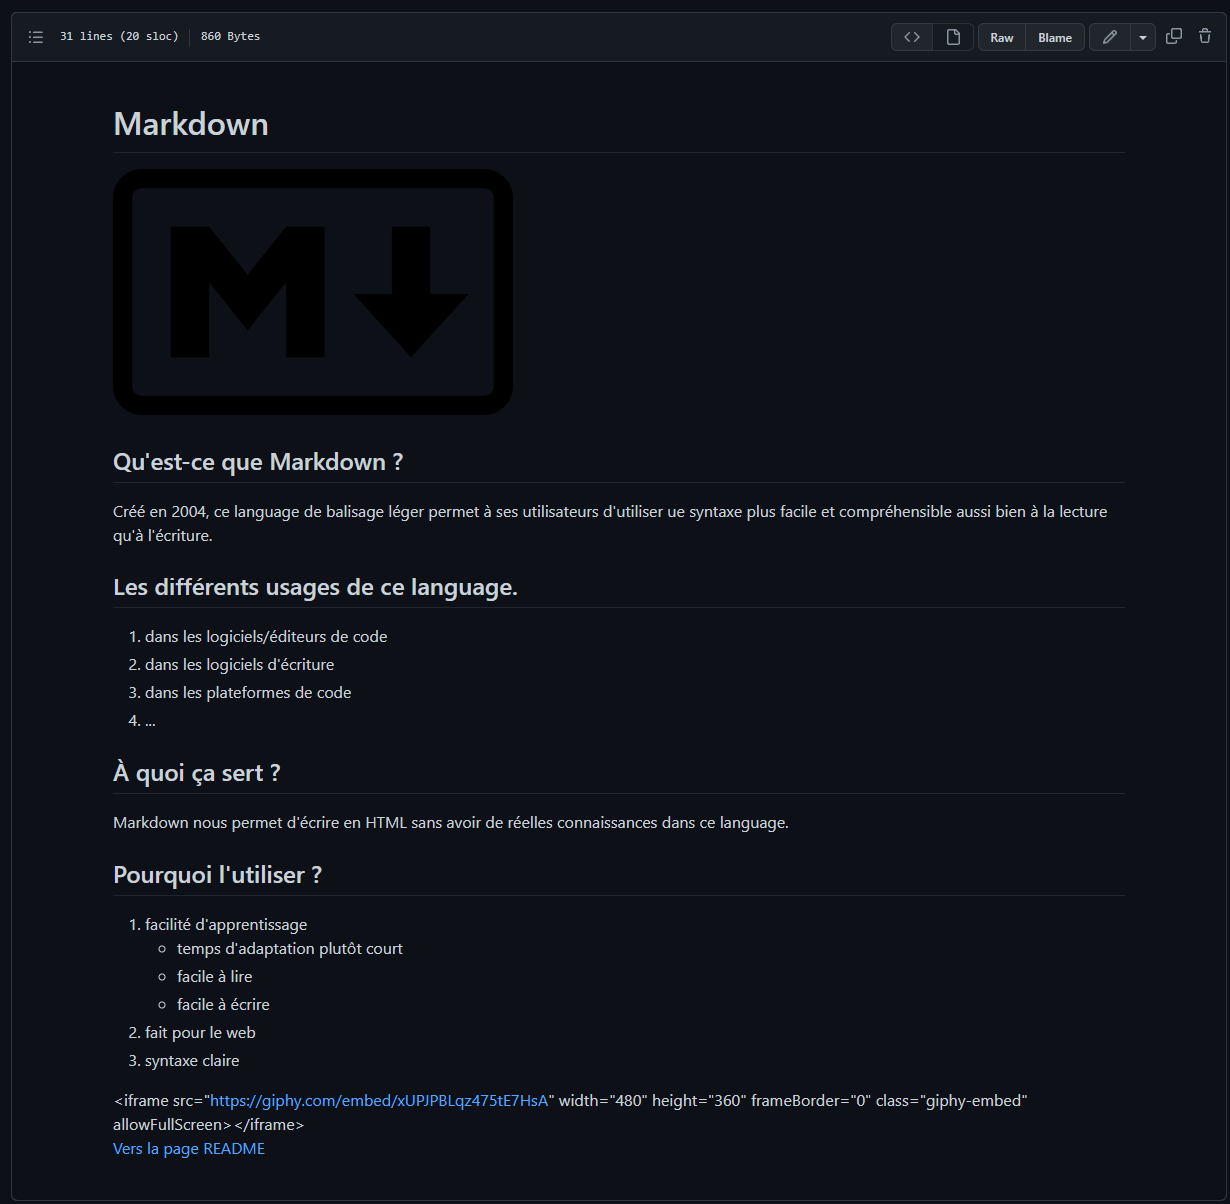 31 lines (20 sloc) 860 Bytes Raw Blame
Markdown
M
Qu'est-ce que Markdown ?
Créé en 2004, ce language de balisage léger permet à ses utilisateurs d'utiliser ue syntaxe plus facile et compréhensible aussi bien à la lecture
qu'à l'écriture.
Les différents usages de ce language.
1. dans les logiciels/éditeurs de code
2. dans les logiciels d'écriture
3. dans les plateformes de code
4. ...
À quoi ça sert ?
Markdown nous permet d'écrire en HTML sans avoir de réelles connaissances dans ce language.
Pourquoi l'utiliser ?
1. facilité d'apprentissage
temps d'adaptation plutôt court
facile à lire
facile à écrire
2. fait pour le web
3. syntaxe claire
<iframe src="https://giphy.com/embed/xUPJPBLqz475tE7HsA" width="480" height="360" frameBorder="0" class="giphy-embed"
allowFullScreen></iframe>
Vers la page README